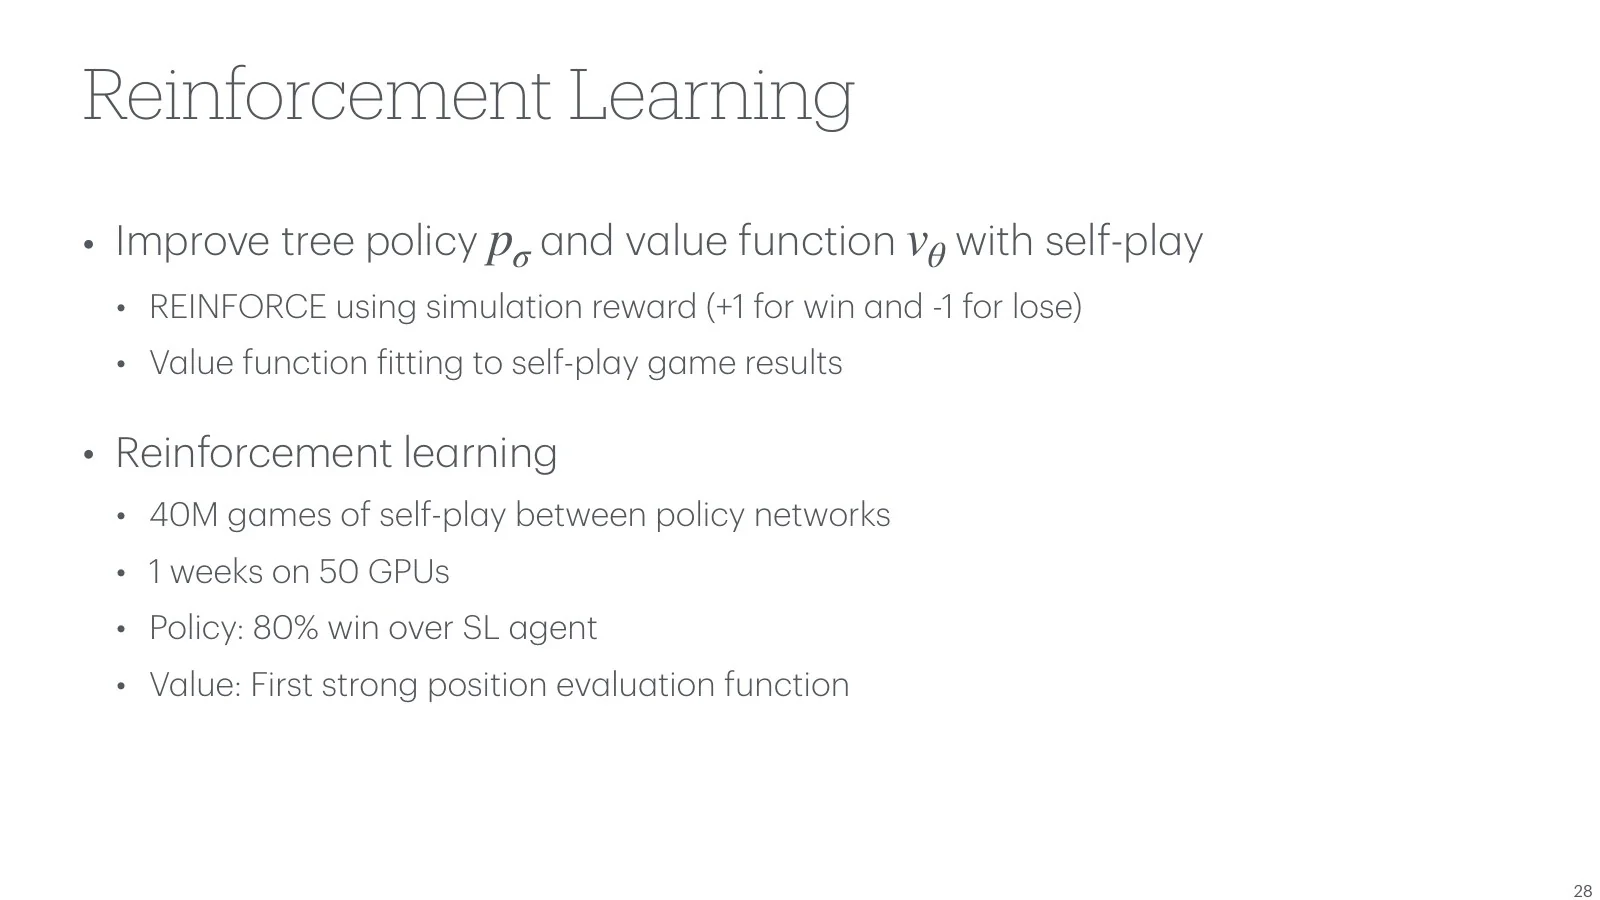 Reinforcement Learning
• Improve tree policy pσ and value function vθ with self-play
• REINFORCE using simulation reward (+1 for win and -1 for lose)
• Value function fitting to self-play game results
• Reinforcement learning
• 40M games of self-play between policy networks
• 1 weeks on 50 GPUs
• Policy: 80% win over SL agent
• Value: First strong position evaluation function
28